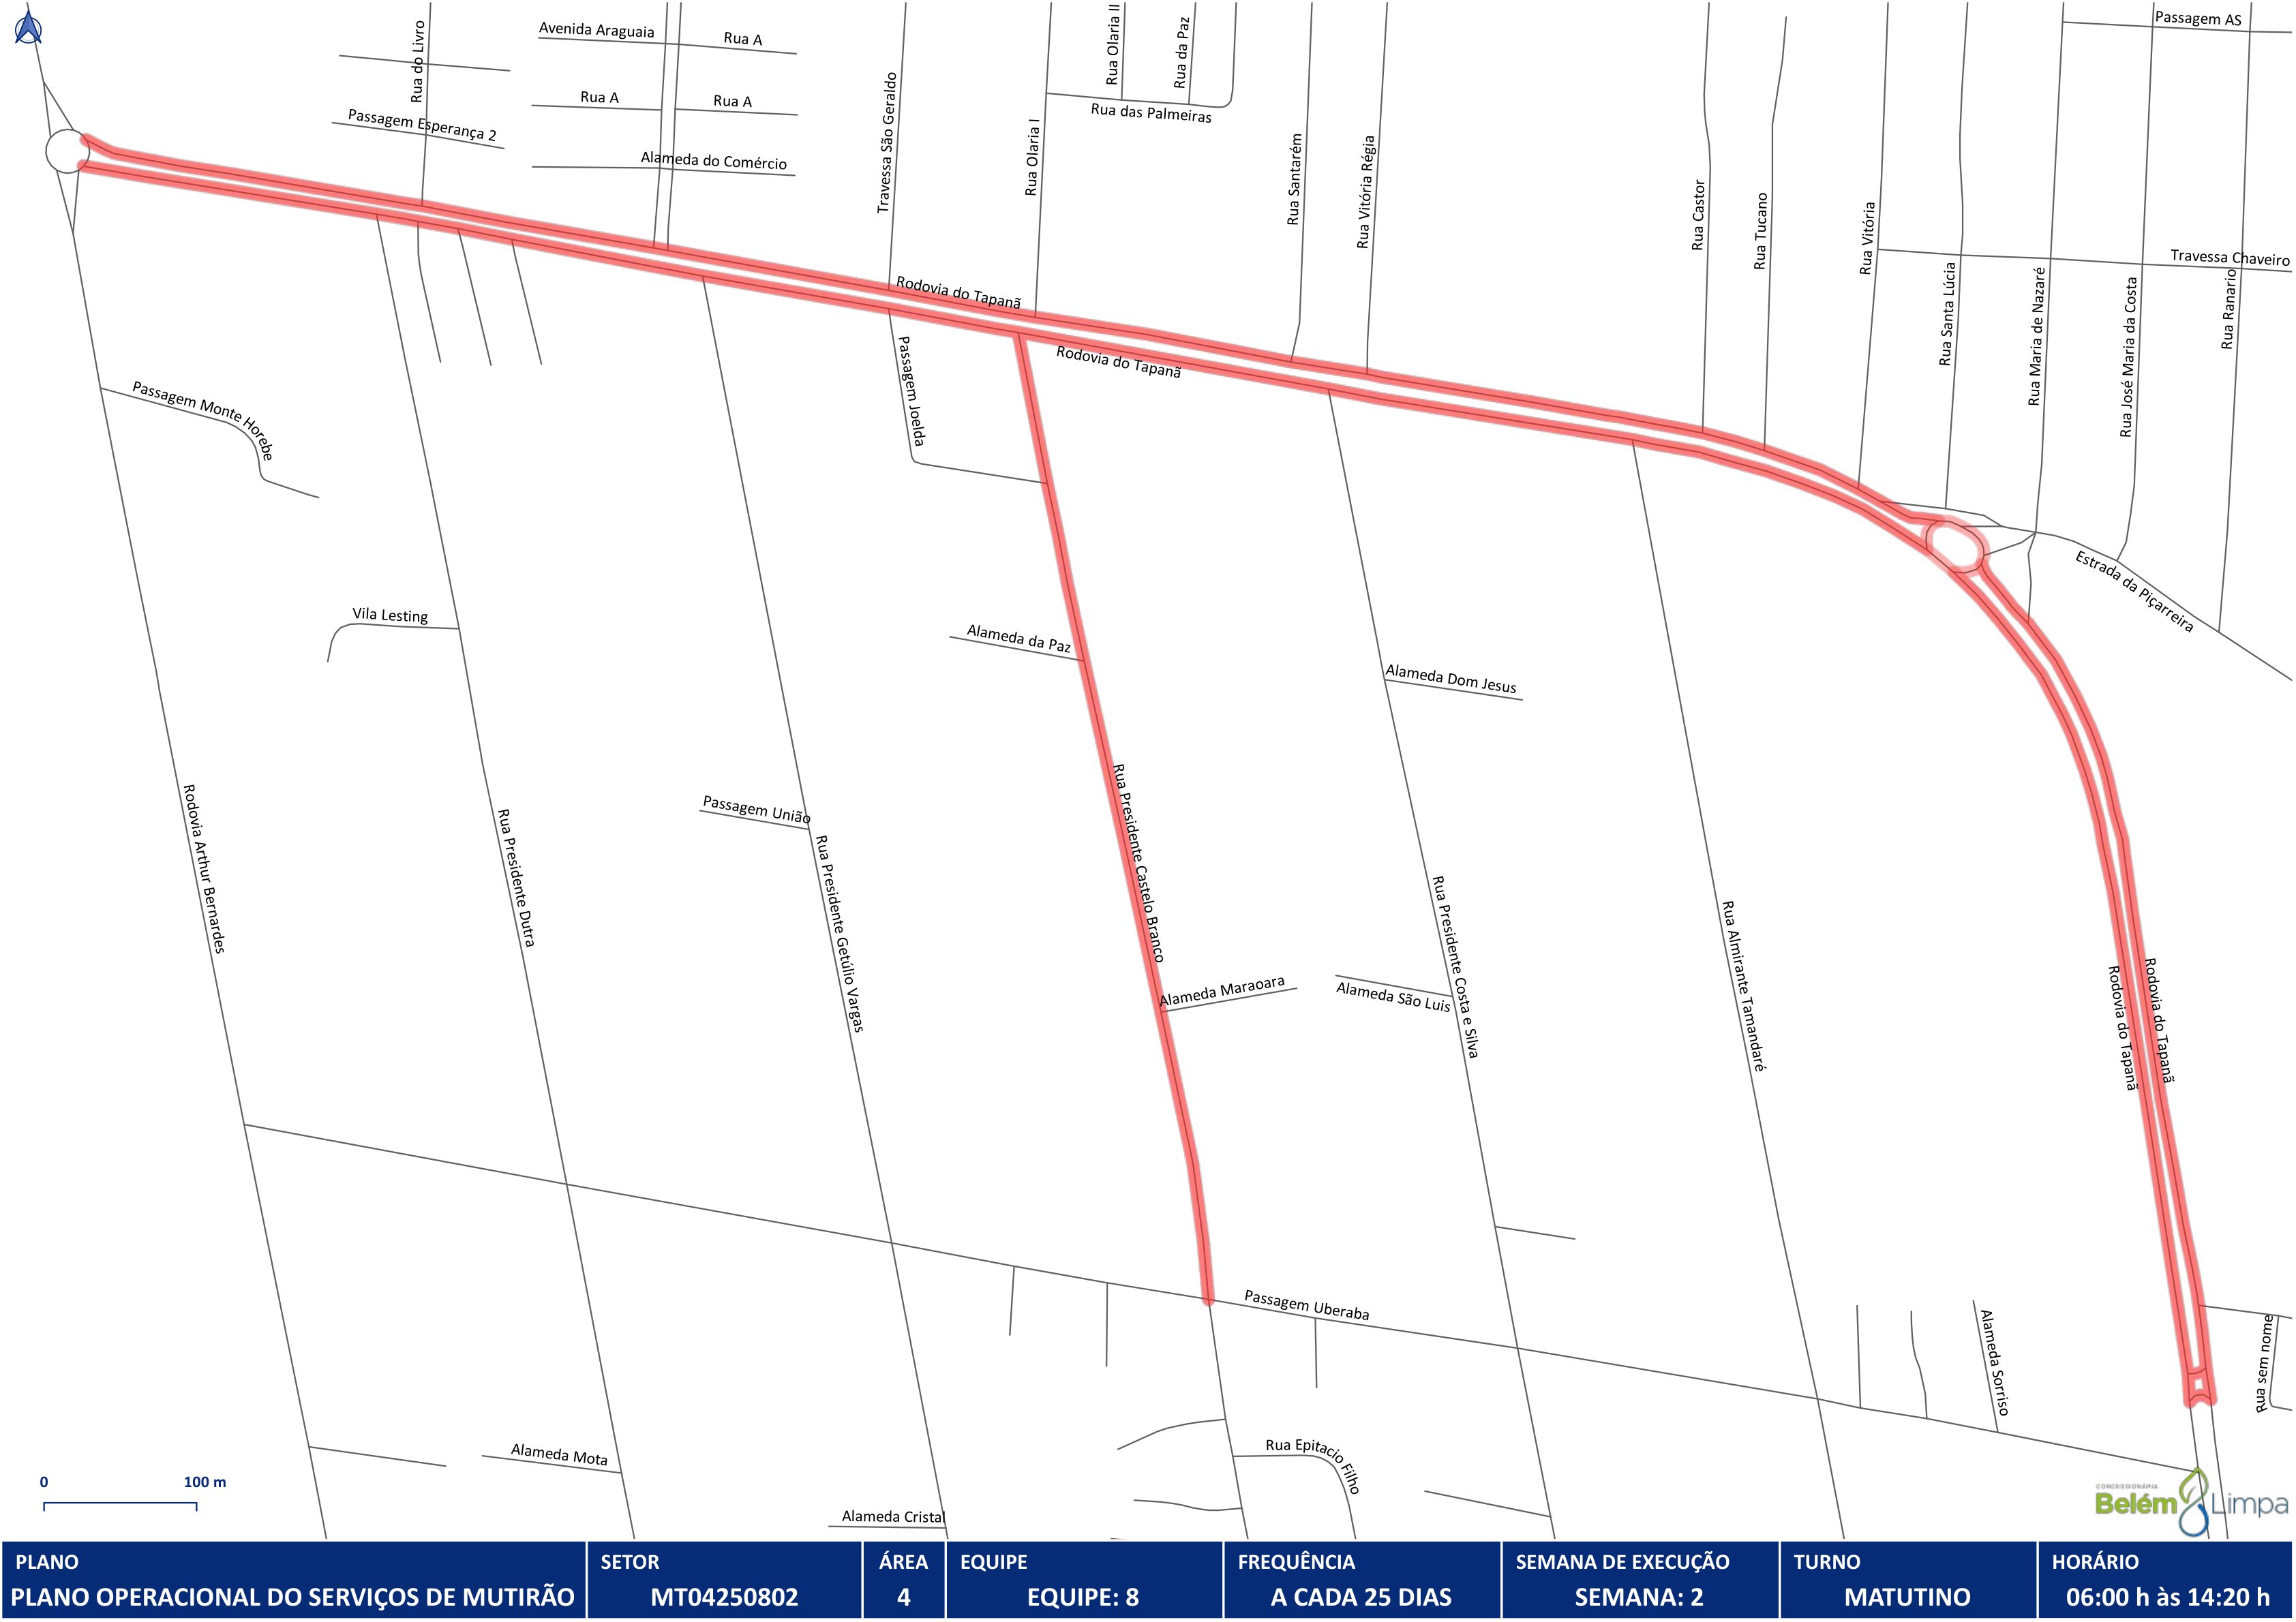 Passagem AS
Avenida Araguaia
Rua A
Rua do Livro
Rua Olaria II
Rua da Paz
Rua A
Rua A
Rua das Palmeiras
Passagem Esperança 2
Travessa São Geraldo
Rua Olaria I
Alameda do Comércio
Rua Santarém
Rua Vitória Régia
Rua Castor
Rua Tucano
Rua Vitória
Travessa Chaveiro
Rua Santa Lúcia
Rua Maria de Nazaré
Rua José Maria da Costa
Rua Ranario
Rodovia do Tapanã
Rodovia do Tapanã
Passagem Joelda
Passagem Monte Horebe
Estrada da Piçarreira
Vila Lesting
Alameda da Paz
Alameda Dom Jesus
Rodovia Arthur Bernardes
Rua Presidente Dutra
Passagem União
Rua Presidente Getúlio Vargas
Rua Presidente Castelo Branco
Rua Presidente Costa e Silva
Rua Almirante Tamandaré
Alameda Maraoara
Alameda São Luis
Rodovia do Tapanã
Rodovia do Tapanã
Passagem Uberaba
Alameda Sorriso
Rua sem nome
Rua Epitacio Filho
Alameda Mota
Alameda Cristal
0 100 m
CONCESSIONÁRIA
Belém Limpa
PLANO
PLANO OPERACIONAL DO SERVIÇOS DE MUTIRÃO
SETOR
MT04250802
ÁREA
4
EQUIPE
EQUIPE: 8
FREQUÊNCIA
A CADA 25 DIAS
SEMANA DE EXECUÇÃO
SEMANA: 2
TURNO
MATUTINO
HORÁRIO
06:00 h às 14:20 h